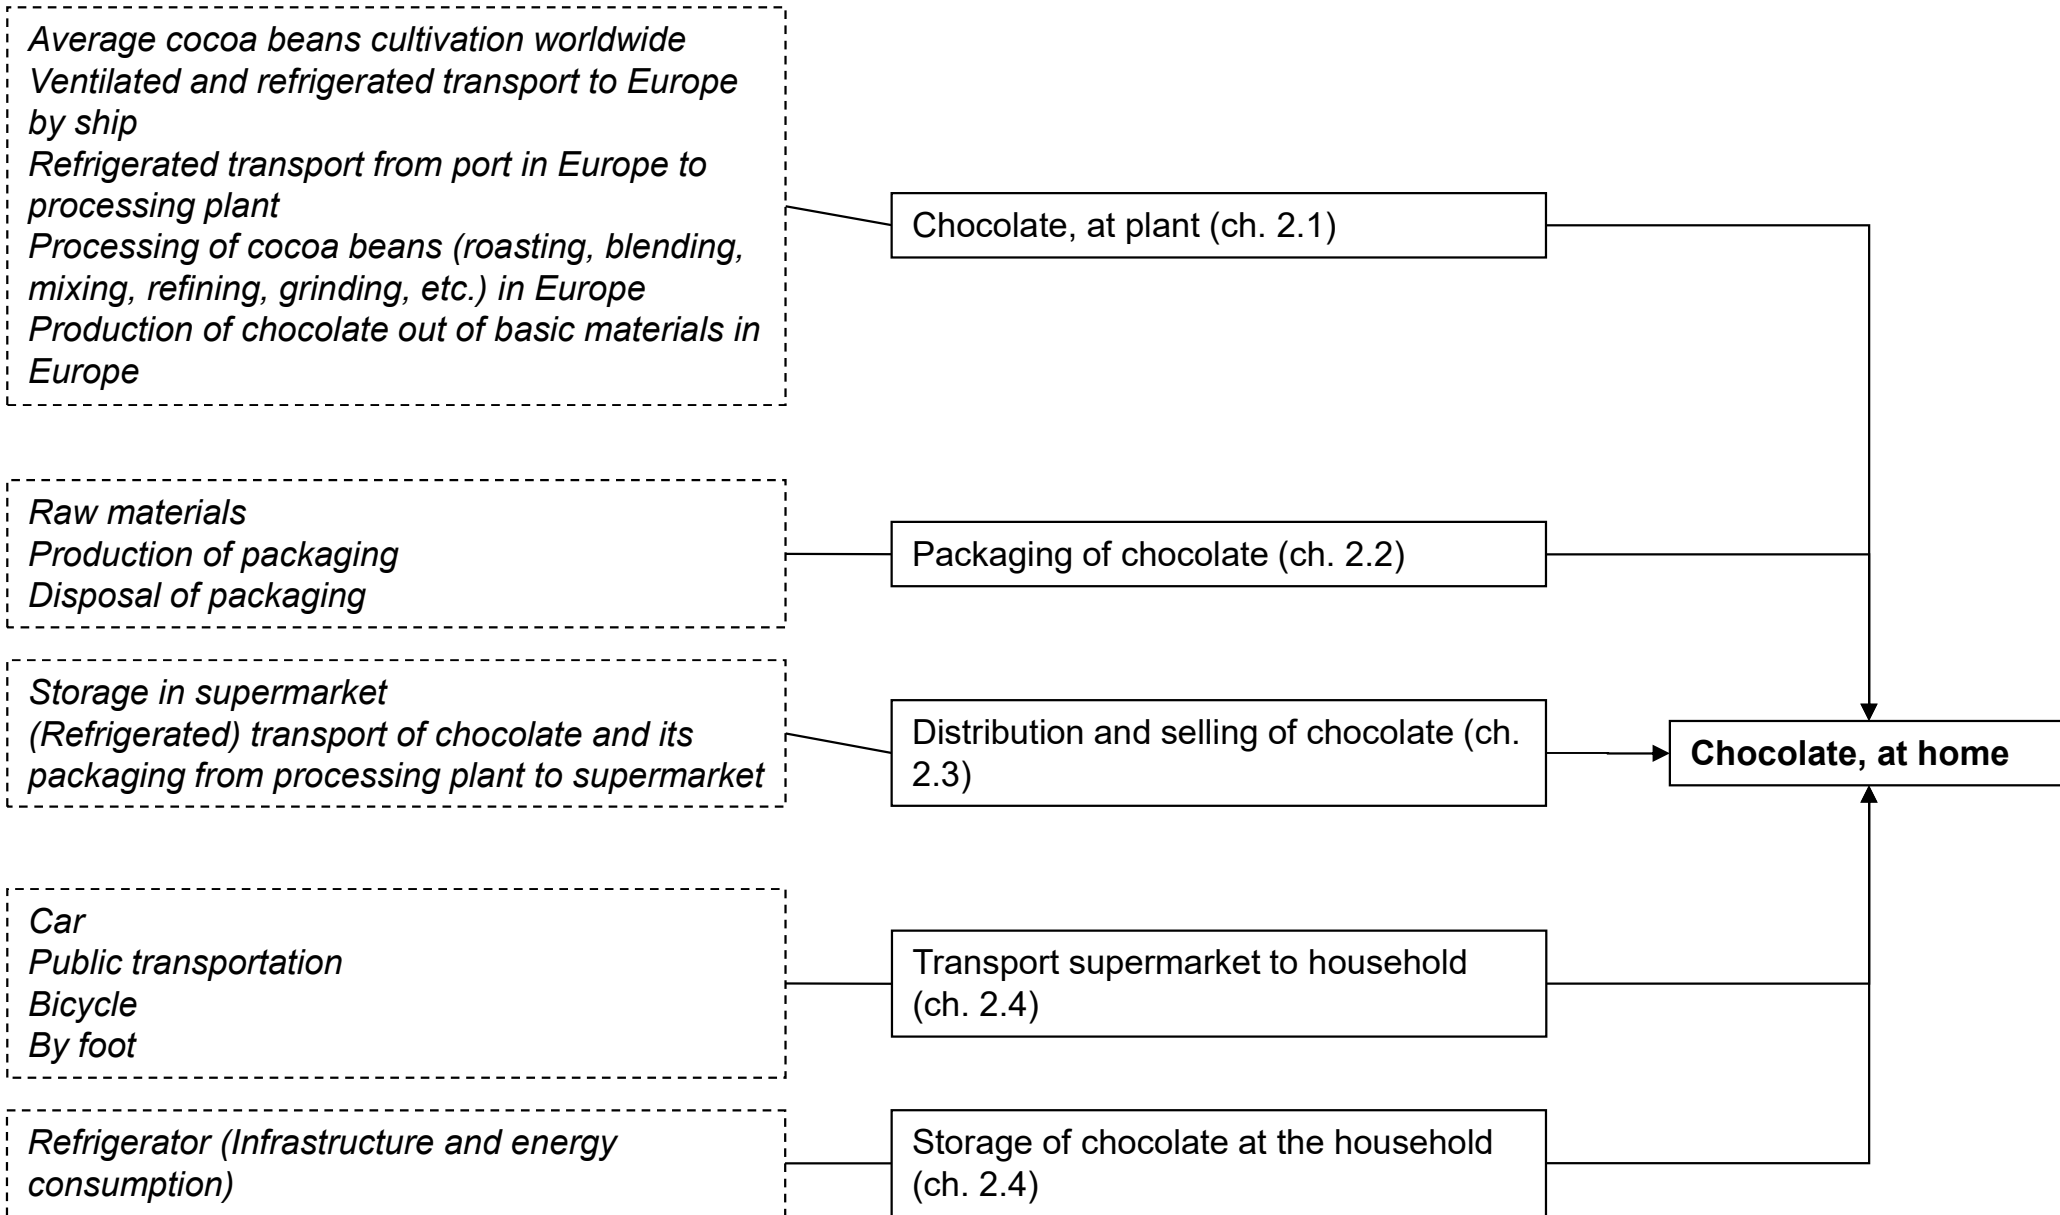 Average cocoa beans cultivation worldwide
Ventilated and refrigerated transport to Europe
by ship
Refrigerated transport from port in Europe to
processing plant
Processing of cocoa beans (roasting, blending,
mixing, refining, grinding, etc.) in Europe
Production of chocolate out of basic materials in
Europe
Chocolate, at plant (ch. 2.1)
Raw materials
Production of packaging
Disposal of packaging
Packaging of chocolate (ch. 2.2)
Storage in supermarket
(Refrigerated) transport of chocolate and its
packaging from processing plant to supermarket
Distribution and selling of chocolate (ch.
2.3)
Chocolate, at home
Car
Public transportation
Bicycle
By foot
Transport supermarket to household
(ch. 2.4)
Refrigerator (Infrastructure and energy
consumption)
Storage of chocolate at the household
(ch. 2.4)